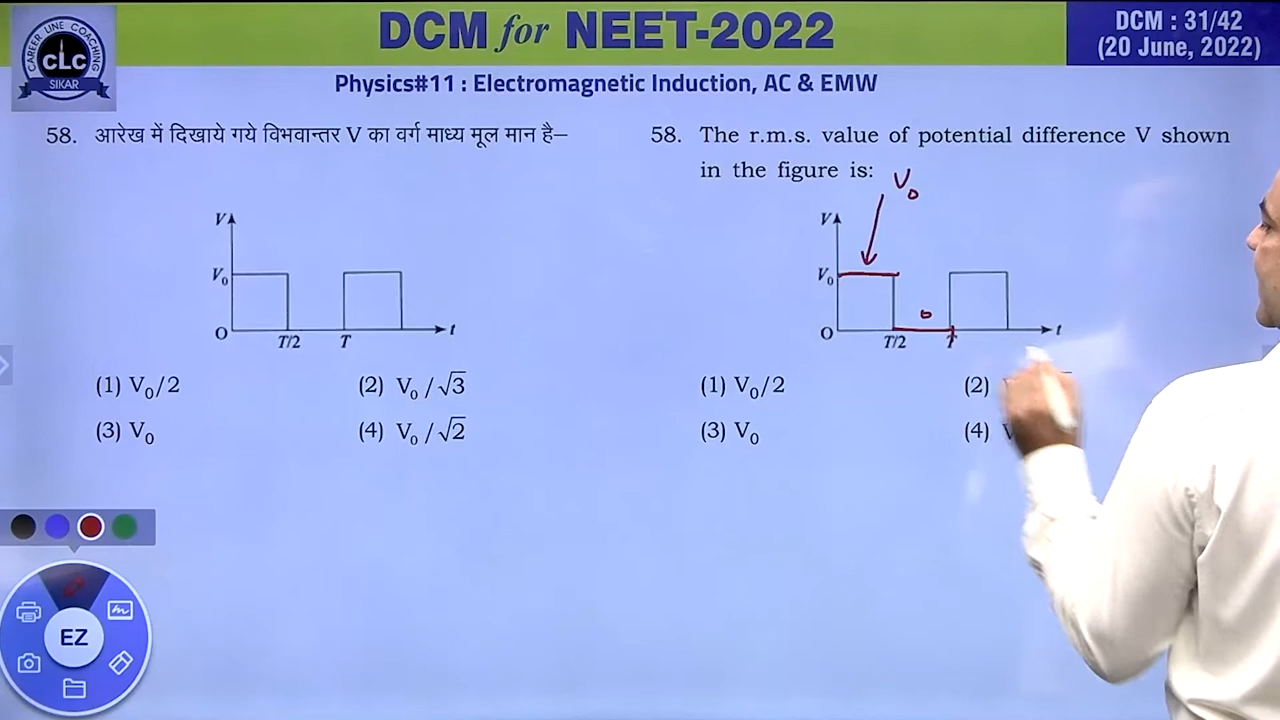 DCM for NEET-2022
DCM : 31/42
(20 June, 2022)
CAREER LINE COACHING
CLC
SIKAR
Physics#11 : Electromagnetic Induction, AC & EMW
58. आरेख में दिखाये गये विभवान्तर V का वर्ग माध्य मूल मान है–
V
V₀
O
T/2
T
t
(1) V₀/2
(2) V₀/√3
(3) V₀
(4) V₀/√2
58. The r.m.s. value of potential difference V shown
in the figure is:
V₀
V
V₀
0
O
T/2
T
t
(1) V₀/2
(2)
(3) V₀
(4)
EZ